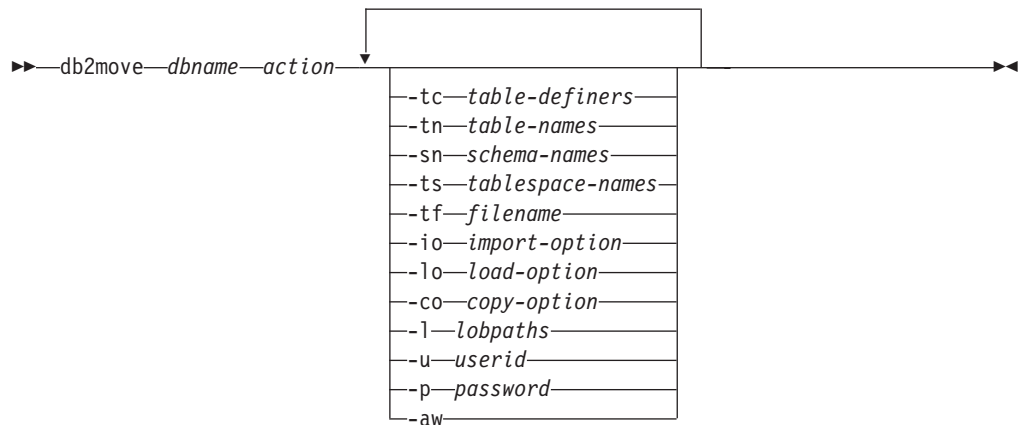 db2move dbname action
-tc table-definers
-tn table-names
-sn schema-names
-ts tablespace-names
-tf filename
-io import-option
-lo load-option
-co copy-option
-l lobpaths
-u userid
-p password
-aw